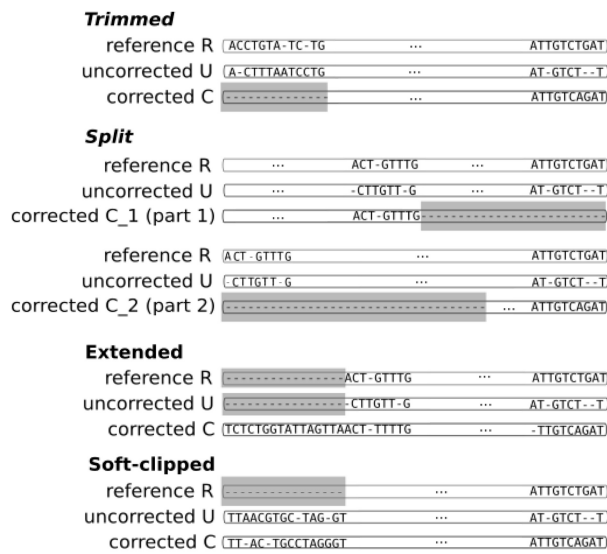 Trimmed
reference R ACCTGTA-TC-TG ... ATTGTCTGAT
uncorrected U A-CTTTAATCCTG ... AT-GTCT--T
corrected C -------------- ... ATTGTCAGAT
Split
reference R ... ACT-GTTTG ... ATTGTCTGAT
uncorrected U ... -CTTGTT-G ... AT-GTCT--T
corrected C_1 (part 1) ... ACT-GTTTG-------------------------
reference R ACT-GTTTG ... ATTGTCTGAT
uncorrected U -CTTGTT-G ... AT-GTCT--T
corrected C_2 (part 2) ----------------------------------- ... ATTGTCAGAT
Extended
reference R ----------------ACT-GTTTG ... ATTGTCTGAT
uncorrected U -----------------CTTGTT-G ... AT-GTCT--T
corrected C TCTCTGGTATTAGTTAACT-TTTTG ... -TTGTCAGAT
Soft-clipped
reference R ---------------- ... ATTGTCTGAT
uncorrected U TTAACGTGC-TAG-GT ... AT-GTCT--T
corrected C TT-AC-TGCCTAGGGT ... ATTGTCAGAT